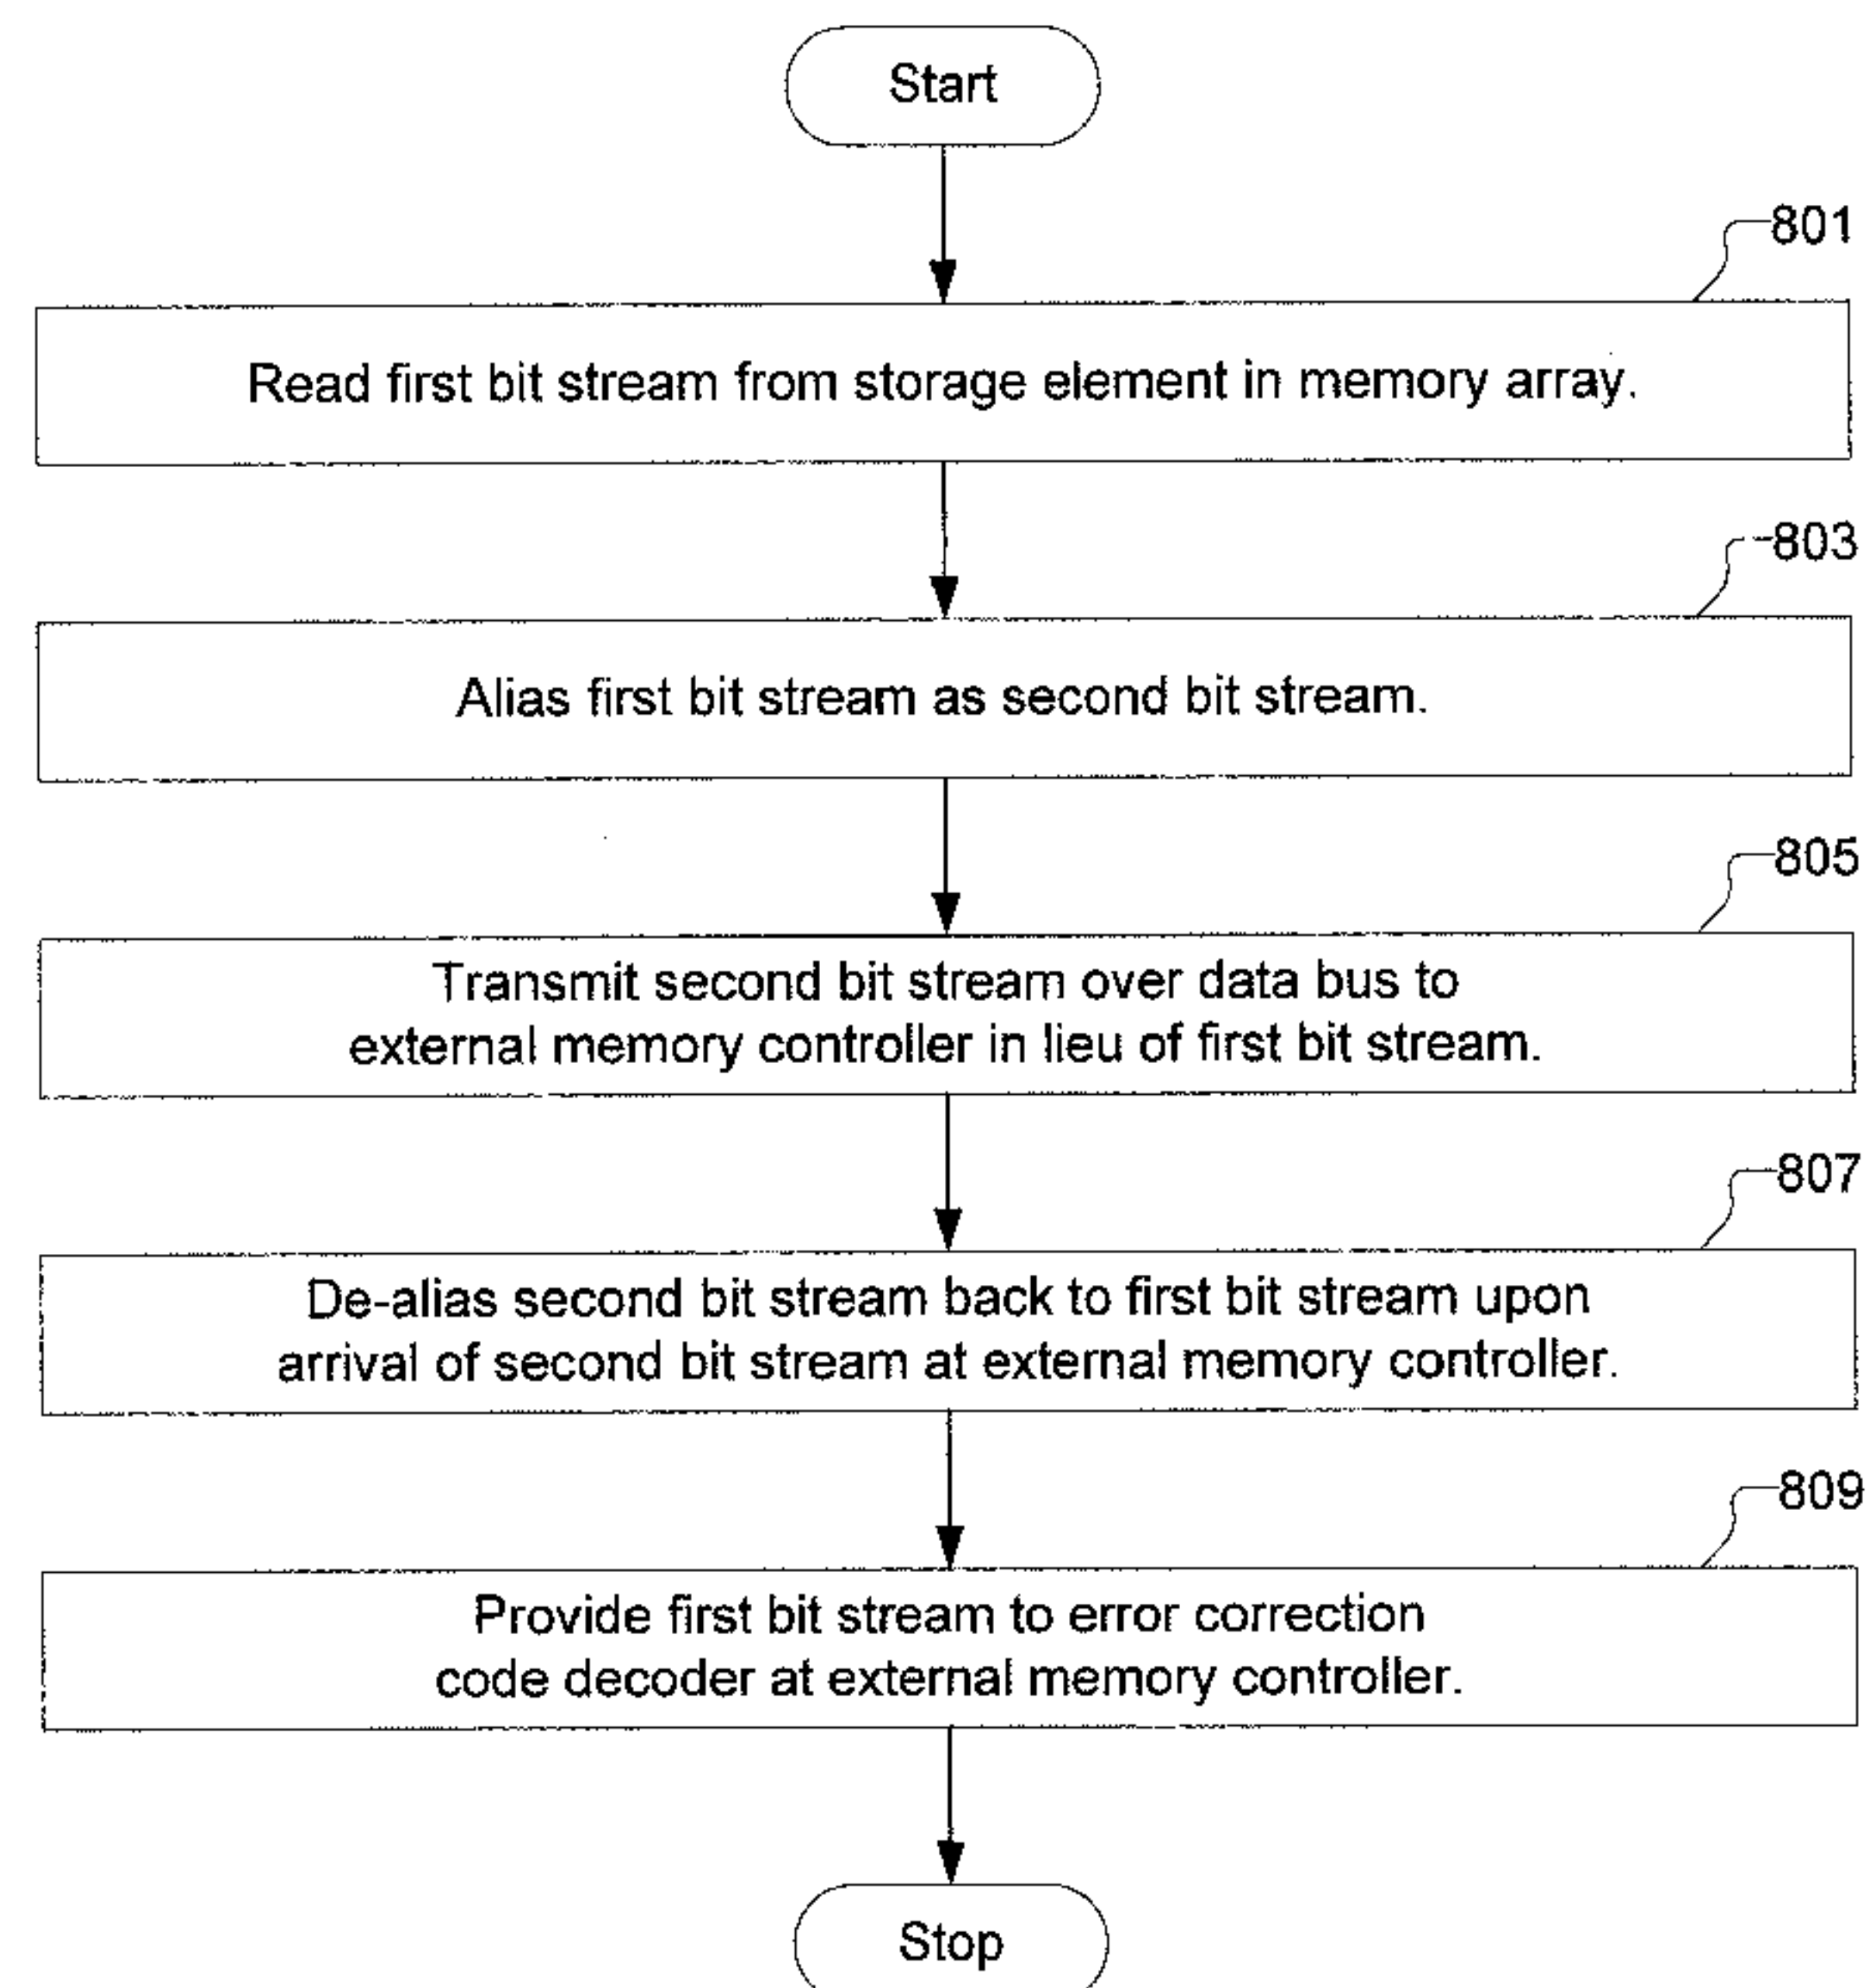 Start
801
Read first bit stream from storage element in memory array.
803
Alias first bit stream as second bit stream.
805
Transmit second bit stream over data bus to
external memory controller in lieu of first bit stream.
807
De-alias second bit stream back to first bit stream upon
arrival of second bit stream at external memory controller.
809
Provide first bit stream to error correction
code decoder at external memory controller.
Stop